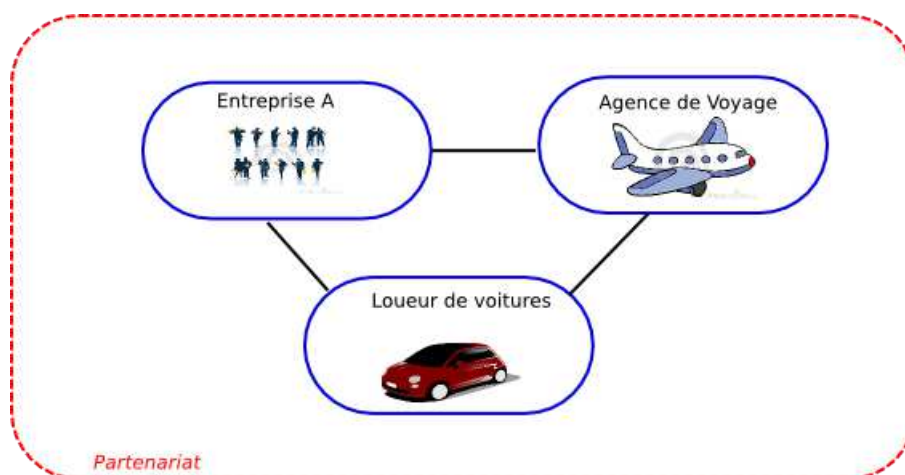 Entreprise A
Agence de Voyage
Loueur de voitures
Partenariat